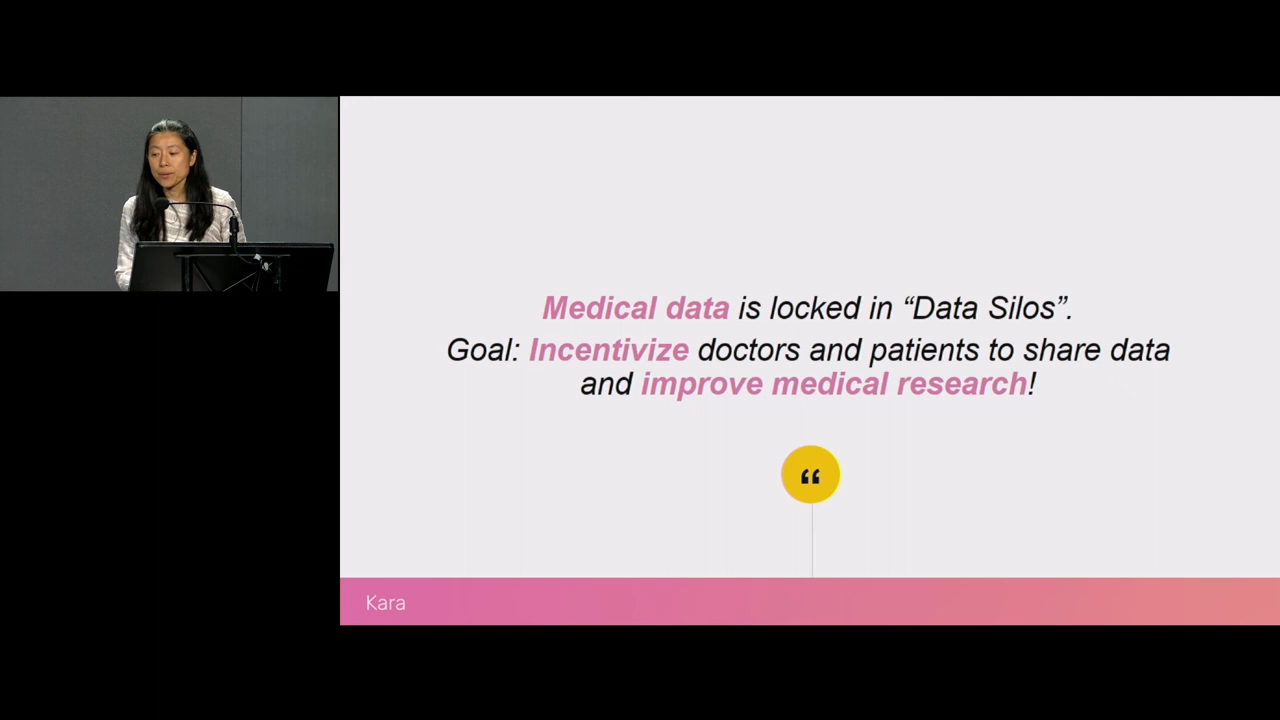 Medical data is locked in “Data Silos”.
Goal: Incentivize doctors and patients to share data
and improve medical research!
“
Kara